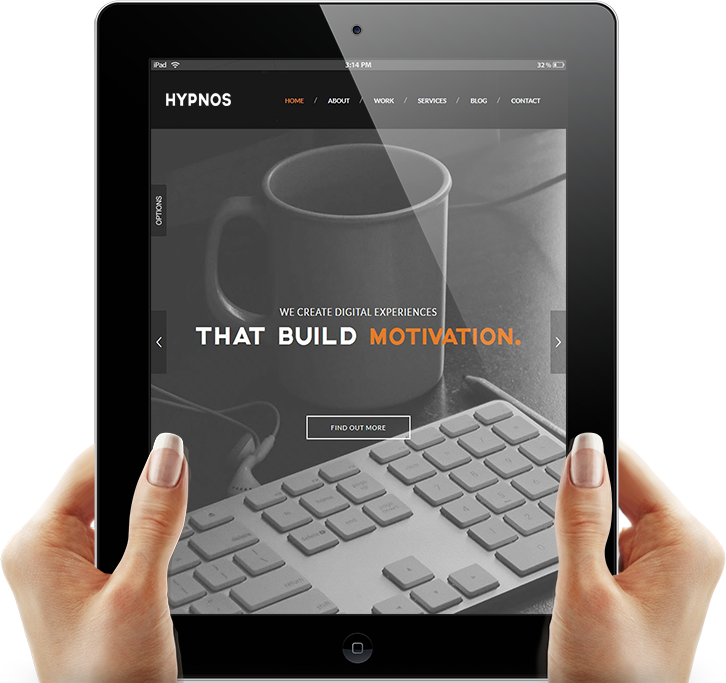 iPad 3:14 PM 32 %
HYPNOS HOME / ABOUT / WORK / SERVICES / BLOG / CONTACT
OPTIONS
WE CREATE DIGITAL EXPERIENCES
THAT BUILD MOTIVATION.
FIND OUT MORE